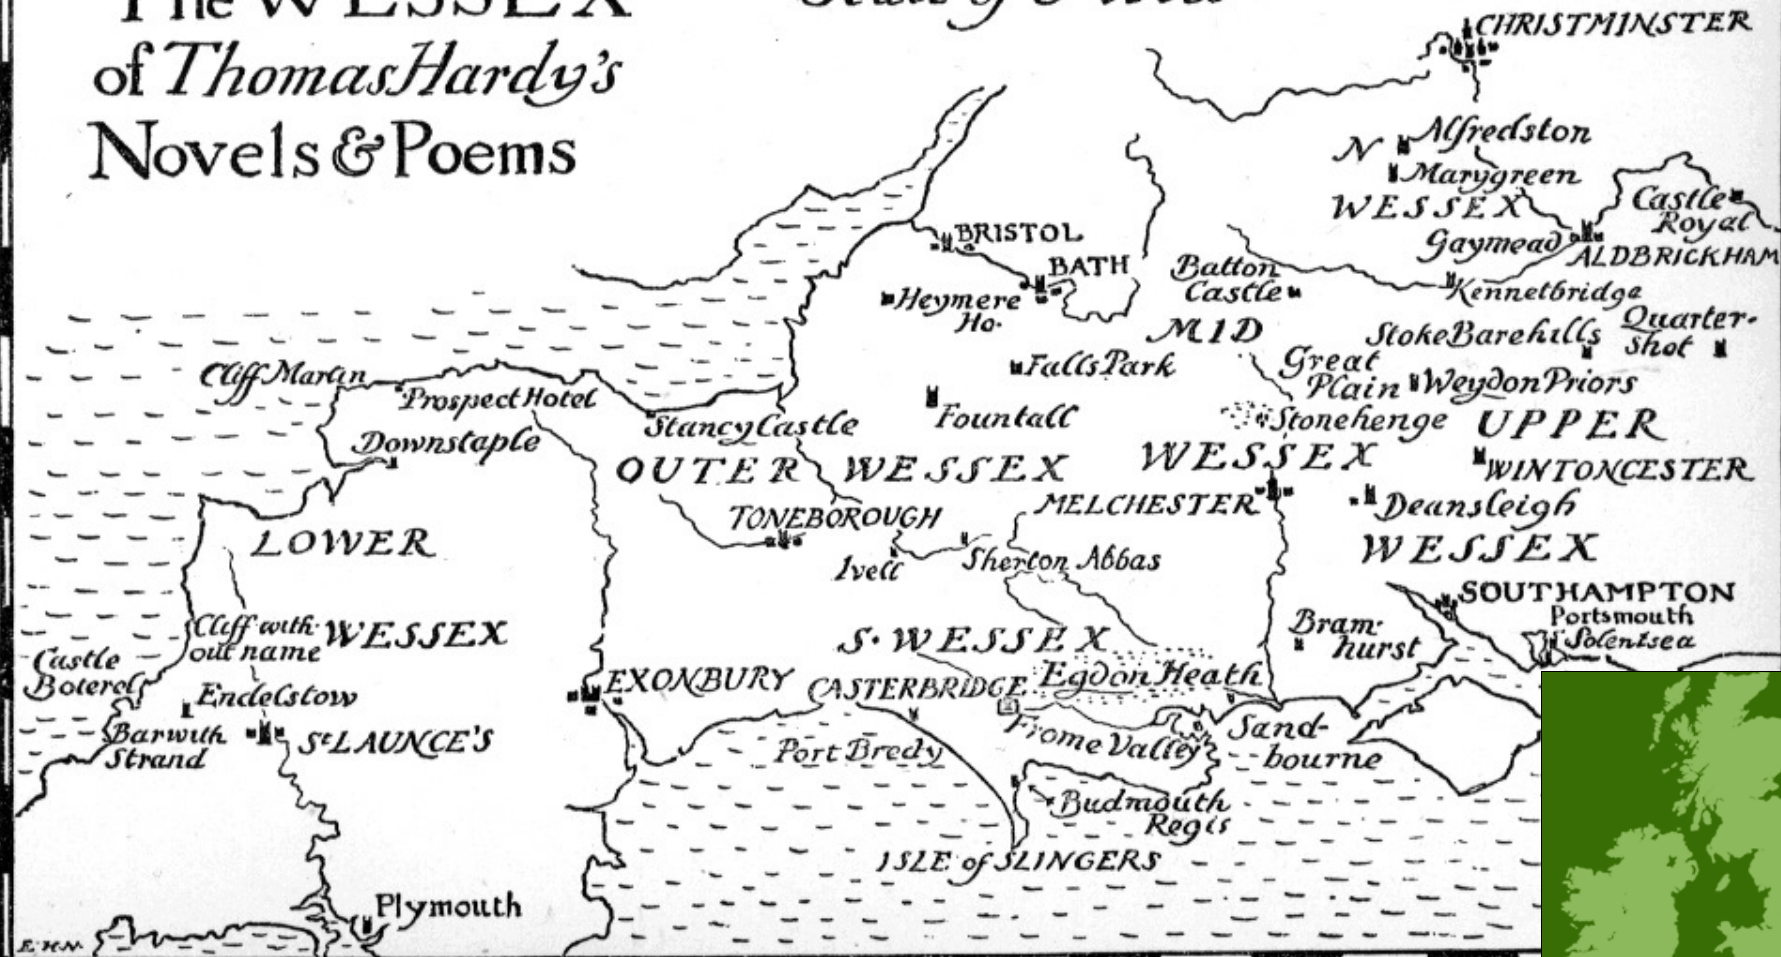 The WESSEX
of Thomas Hardy's
Novels & Poems
CHRISTMINSTER
Alfredston
N
Marygreen
WESSEX
Castle
Royal
Gaymead
ALDBRICKHAM
BRISTOL
BATH
Batton
Castle
Kennetbridge
Heymere
Ho.
MID
Stoke Barehills
Quarter-
shot
Falls Park
Great
Plain
Weydon Priors
Cliff Martin
Prospect Hotel
Fountall
Stonehenge
UPPER
Stancy Castle
Downstaple
OUTER WESSEX
WESSEX
WINTONCESTER
MELCHESTER
Deansleigh
TONEBOROUGH
LOWER
WESSEX
Ivell
Sherton Abbas
SOUTHAMPTON
Portsmouth
Solentsea
Cliff with-
out name
WESSEX
S. WESSEX
Bram-
hurst
Castle
Boterel
Endelstow
EXONBURY
CASTERBRIDGE
Egdon Heath
Barwith
Strand
St LAUNCE'S
Port Bredy
Frome Valley
Sand-
bourne
Budmouth
Regis
ISLE of SLINGERS
Plymouth
E.H.N.